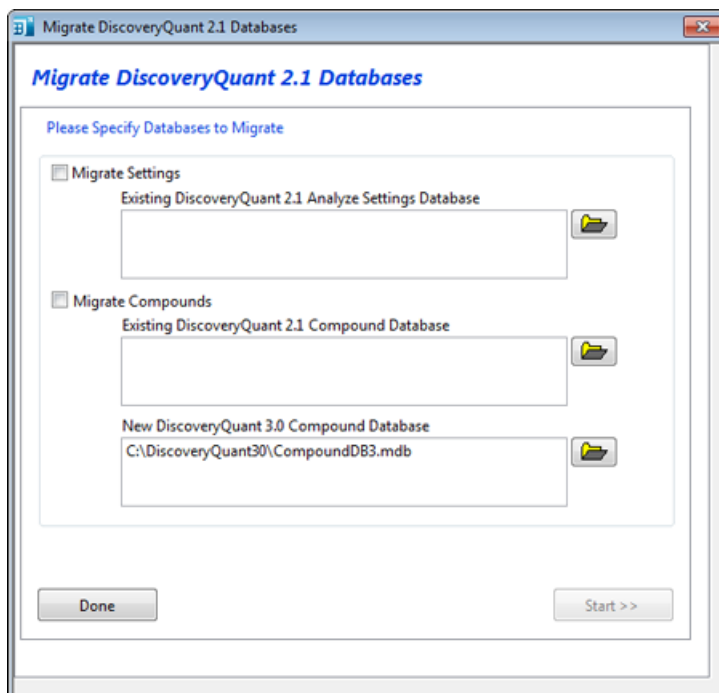 Migrate DiscoveryQuant 2.1 Databases
Migrate DiscoveryQuant 2.1 Databases
Please Specify Databases to Migrate
Migrate Settings
Existing DiscoveryQuant 2.1 Analyze Settings Database
Migrate Compounds
Existing DiscoveryQuant 2.1 Compound Database
New DiscoveryQuant 3.0 Compound Database
C:\DiscoveryQuant30\CompoundDB3.mdb
Done
Start >>